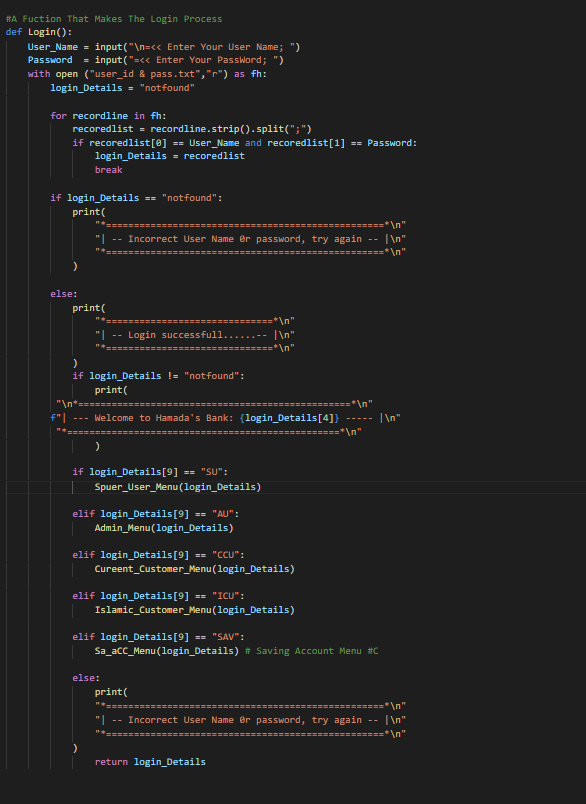 #A Fuction That Makes The Login Process
def Login():
    User_Name = input("\n=<< Enter Your User Name; ")
    Password  = input("=<< Enter Your PassWord; ")
    with open ("user_id & pass.txt","r") as fh:
        login_Details = "notfound"

        for recordline in fh:
            recoredlist = recordline.strip().split(";")
            if recoredlist[0] == User_Name and recoredlist[1] == Password:
                login_Details = recoredlist
                break

        if login_Details == "notfound":
            print(
                "*==================================================*\n"
                "| -- Incorrect User Name 0r password, try again -- |\n"
                "*==================================================*\n"
            )

        else:
            print(
                "*==============================*\n"
                "| -- Login successfull......-- |\n"
                "*==============================*\n"
            )
            if login_Details != "notfound":
                print(
         "\n*=================================================*\n"
        f"| --- Welcome to Hamada's Bank: {login_Details[4]} ----- |\n"
         "*=================================================*\n"
                )

            if login_Details[9] == "SU":
                Spuer_User_Menu(login_Details)

            elif login_Details[9] == "AU":
                Admin_Menu(login_Details)

            elif login_Details[9] == "CCU":
                Cureent_Customer_Menu(login_Details)

            elif login_Details[9] == "ICU":
                Islamic_Customer_Menu(login_Details)

            elif login_Details[9] == "SAV":
                Sa_aCC_Menu(login_Details) # Saving Account Menu #C

            else:
                print(
                "*==================================================*\n"
                "| -- Incorrect User Name 0r password, try again -- |\n"
                "*==================================================*\n"
            )
                return login_Details